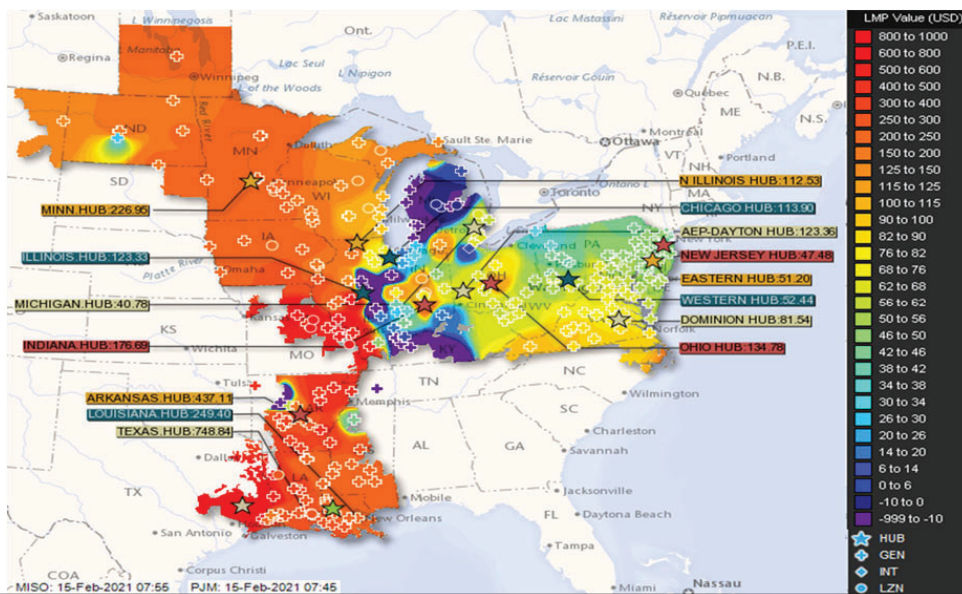 Saskatoon
L Winnipegosis
L Manitoba
Regina
Winnipeg
Ont.
Lac Seul
L Nipigon
L of the Woods
Red River
Lac Matassini
Réservoir Pipmuacan
Réservoir Gouin
Québec
P.E.I.
N.B.
N.S.
ME
Montréal
Ottawa
Sault Ste. Marie
Duluth
ND
MN
SD
Minneapolis
WI
VT
NH
Portland
MA
NY
Toronto
Ontario L
IA
Omaha
Platte River
KS
Wichita
MO
Cleveland
PA
WV
KY
Norfolk
TN
NC
Wilmington
Tulsa
Memphis
SC
Charleston
Savannah
AL
GA
TX
LA
Mobile
New Orleans
Jacksonville
FL
Daytona Beach
San Antonio
Galveston
Tampa
Corpus Christi
COA
Miami
Nassau
MINN.HUB:226.95
ILLINOIS.HUB:123.33
MICHIGAN.HUB:40.78
INDIANA.HUB:176.69
ARKANSAS.HUB:437.11
LOUISIANA.HUB:249.40
TEXAS.HUB:748.84
N ILLINOIS HUB:112.53
CHICAGO HUB:113.90
AEP-DAYTON HUB:123.36
NEW JERSEY HUB:47.48
EASTERN HUB:51.20
WESTERN HUB:52.44
DOMINION HUB:81.54
OHIO HUB:134.78
MISO: 15-Feb-2021 07:55 PJM: 15-Feb-2021 07:45
LMP Value (USD)
800 to 1000
600 to 800
500 to 600
400 to 500
300 to 400
250 to 300
200 to 250
150 to 200
125 to 150
115 to 125
100 to 115
90 to 100
82 to 90
76 to 82
68 to 76
62 to 68
56 to 62
50 to 56
46 to 50
42 to 46
38 to 42
34 to 38
30 to 34
26 to 30
20 to 26
14 to 20
6 to 14
0 to 6
-10 to 0
-999 to -10
HUB
GEN
INT
LZN